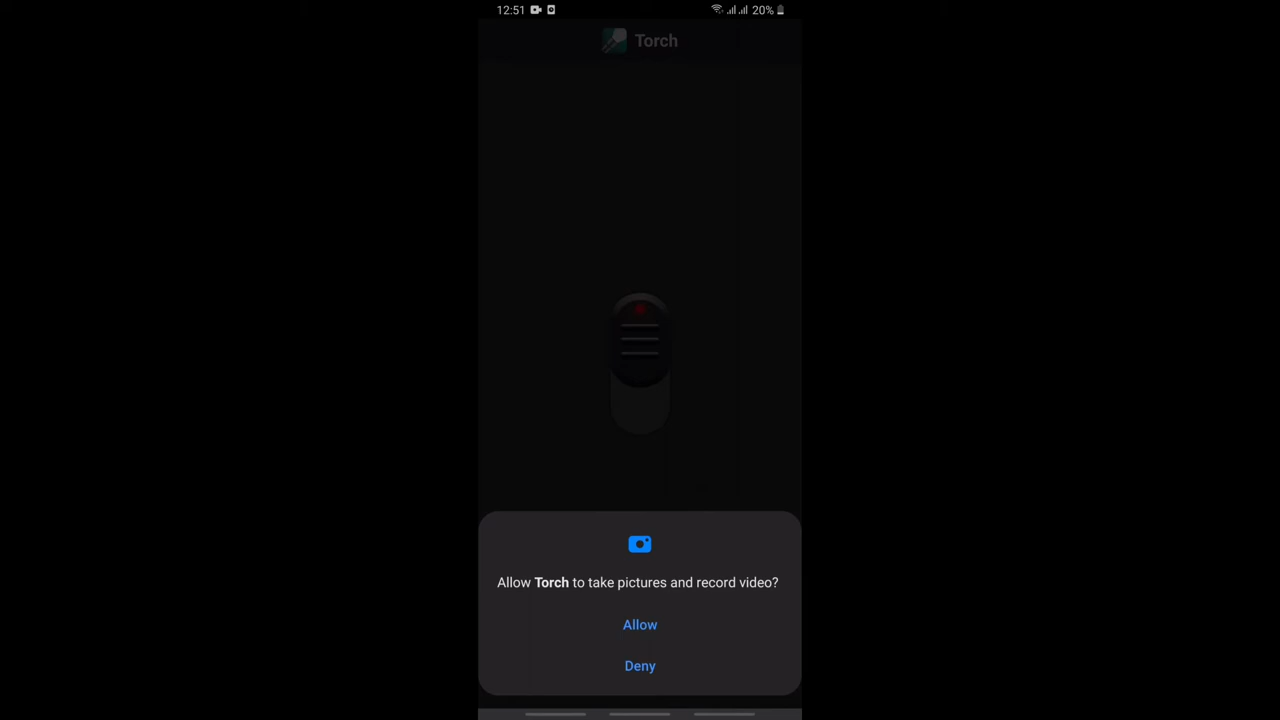 12:51 20%
Torch
Allow Torch to take pictures and record video?
Allow
Deny